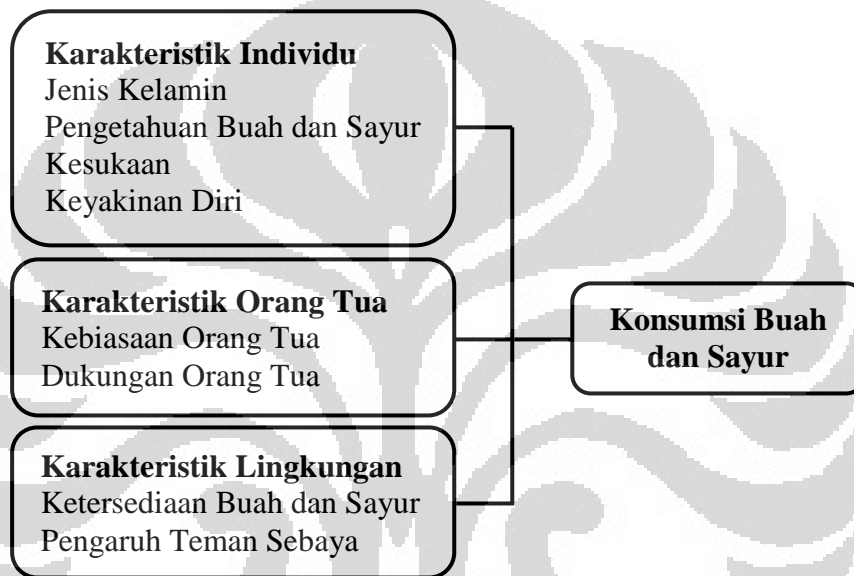 Karakteristik Individu
Jenis Kelamin
Pengetahuan Buah dan Sayur
Kesukaan
Keyakinan Diri
Karakteristik Orang Tua
Kebiasaan Orang Tua
Dukungan Orang Tua
Karakteristik Lingkungan
Ketersediaan Buah dan Sayur
Pengaruh Teman Sebaya
Konsumsi Buah
dan Sayur